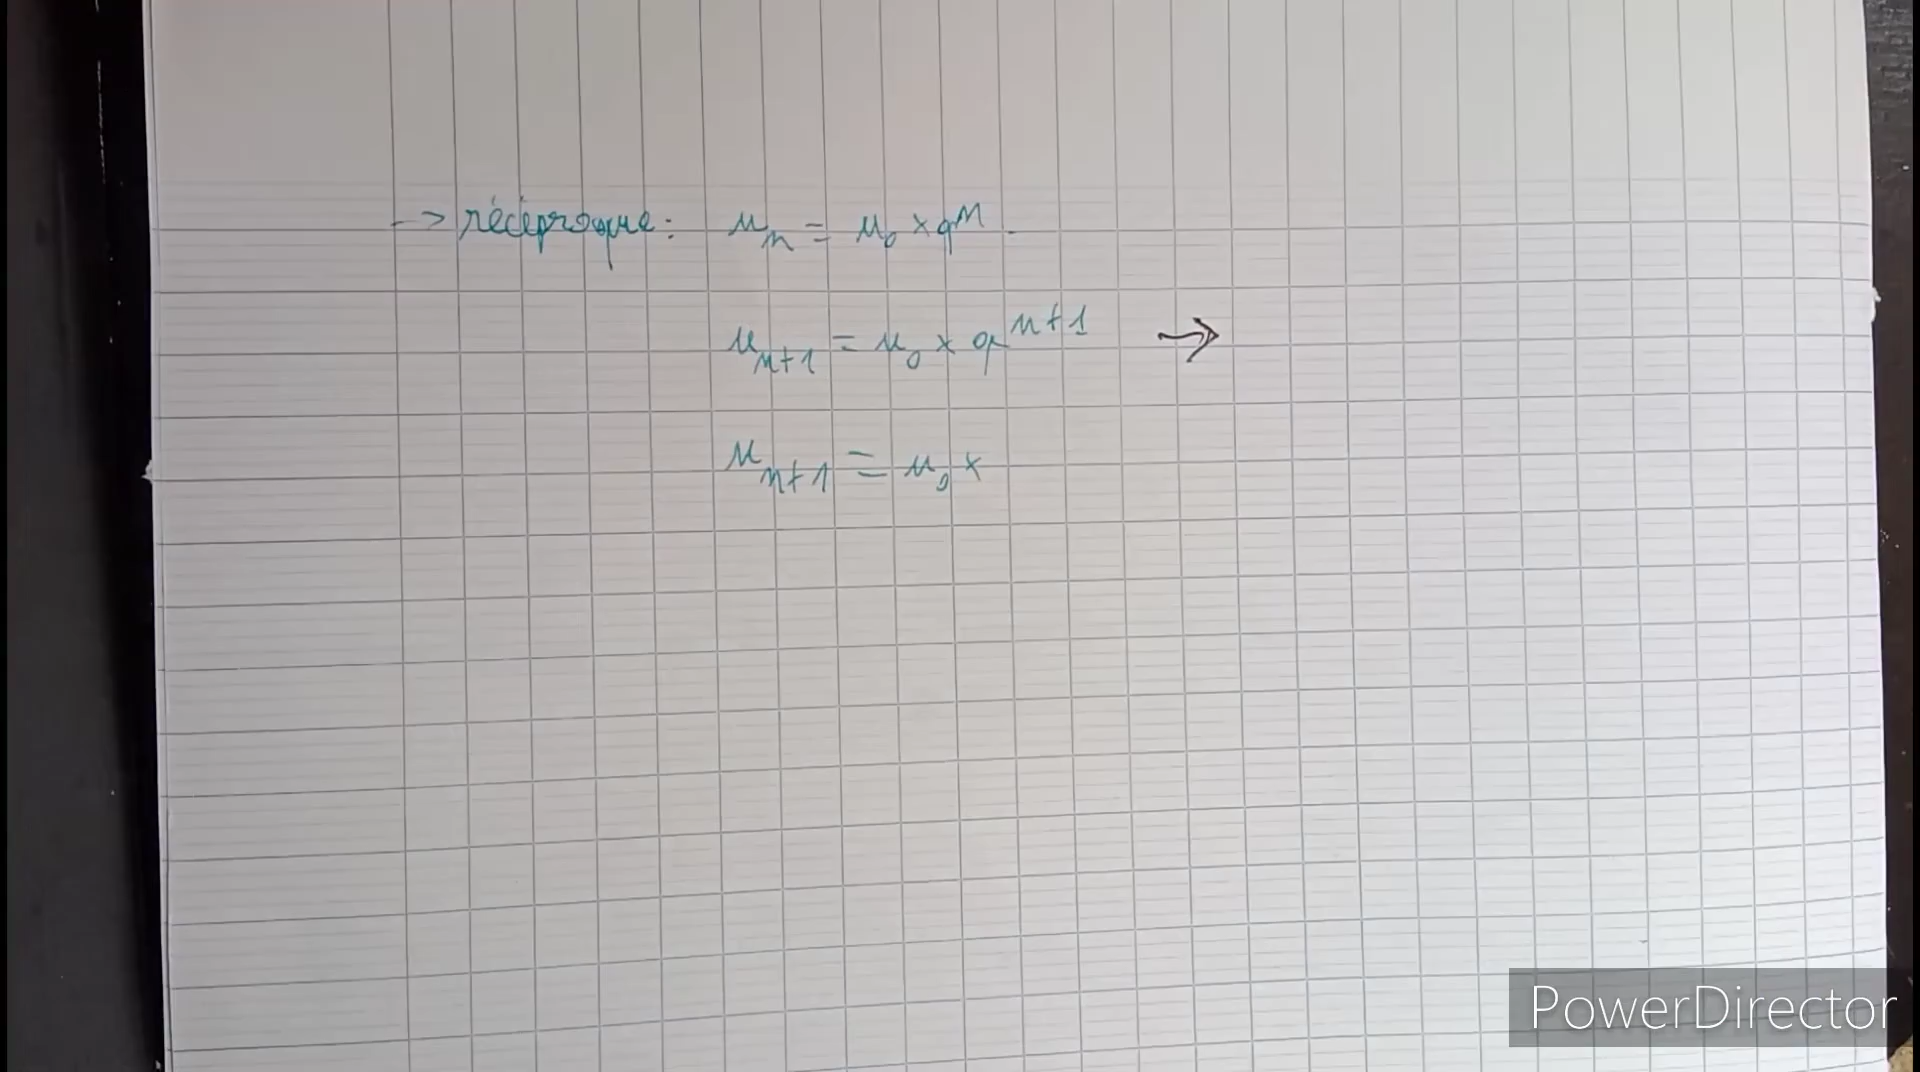 -> réciproque: uₙ = u₀ × qⁿ.
uₙ₊₁ = u₀ × qⁿ⁺¹ →
uₙ₊₁ = u₀ ×
PowerDirector